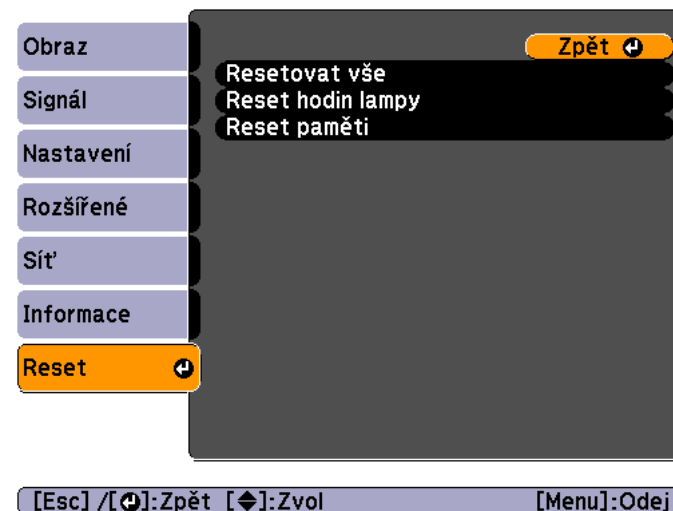 Obraz
Signál
Nastavení
Rozšířené
Síť
Informace
Reset
Zpět
Resetovat vše
Reset hodin lampy
Reset paměti
[Esc] /[⏎]:Zpět [◆]:Zvol [Menu]:Odej